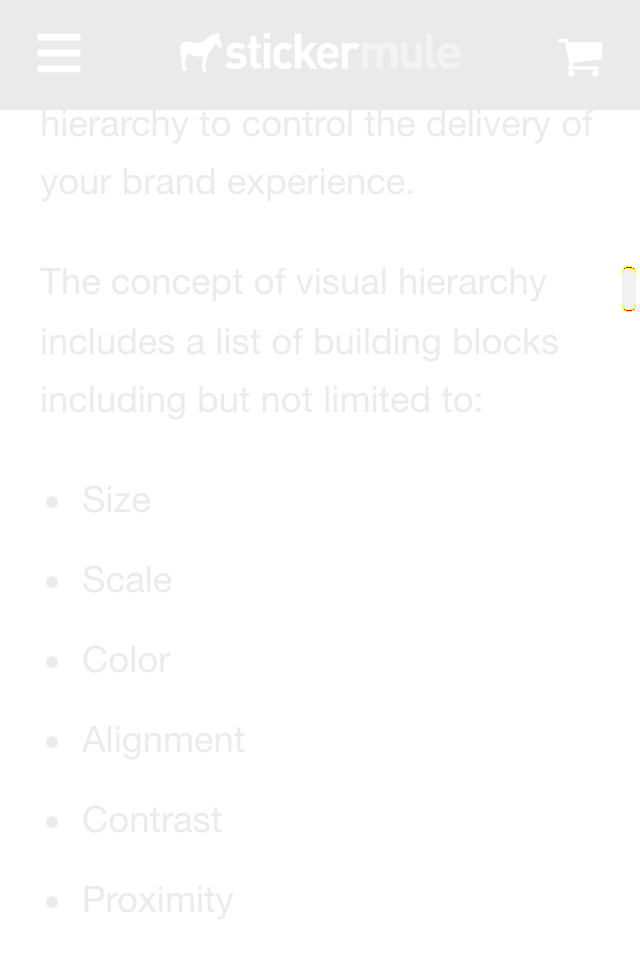 stickermule
hierarchy to control the delivery of
your brand experience.
The concept of visual hierarchy
includes a list of building blocks
including but not limited to:
• Size
• Scale
• Color
• Alignment
• Contrast
• Proximity